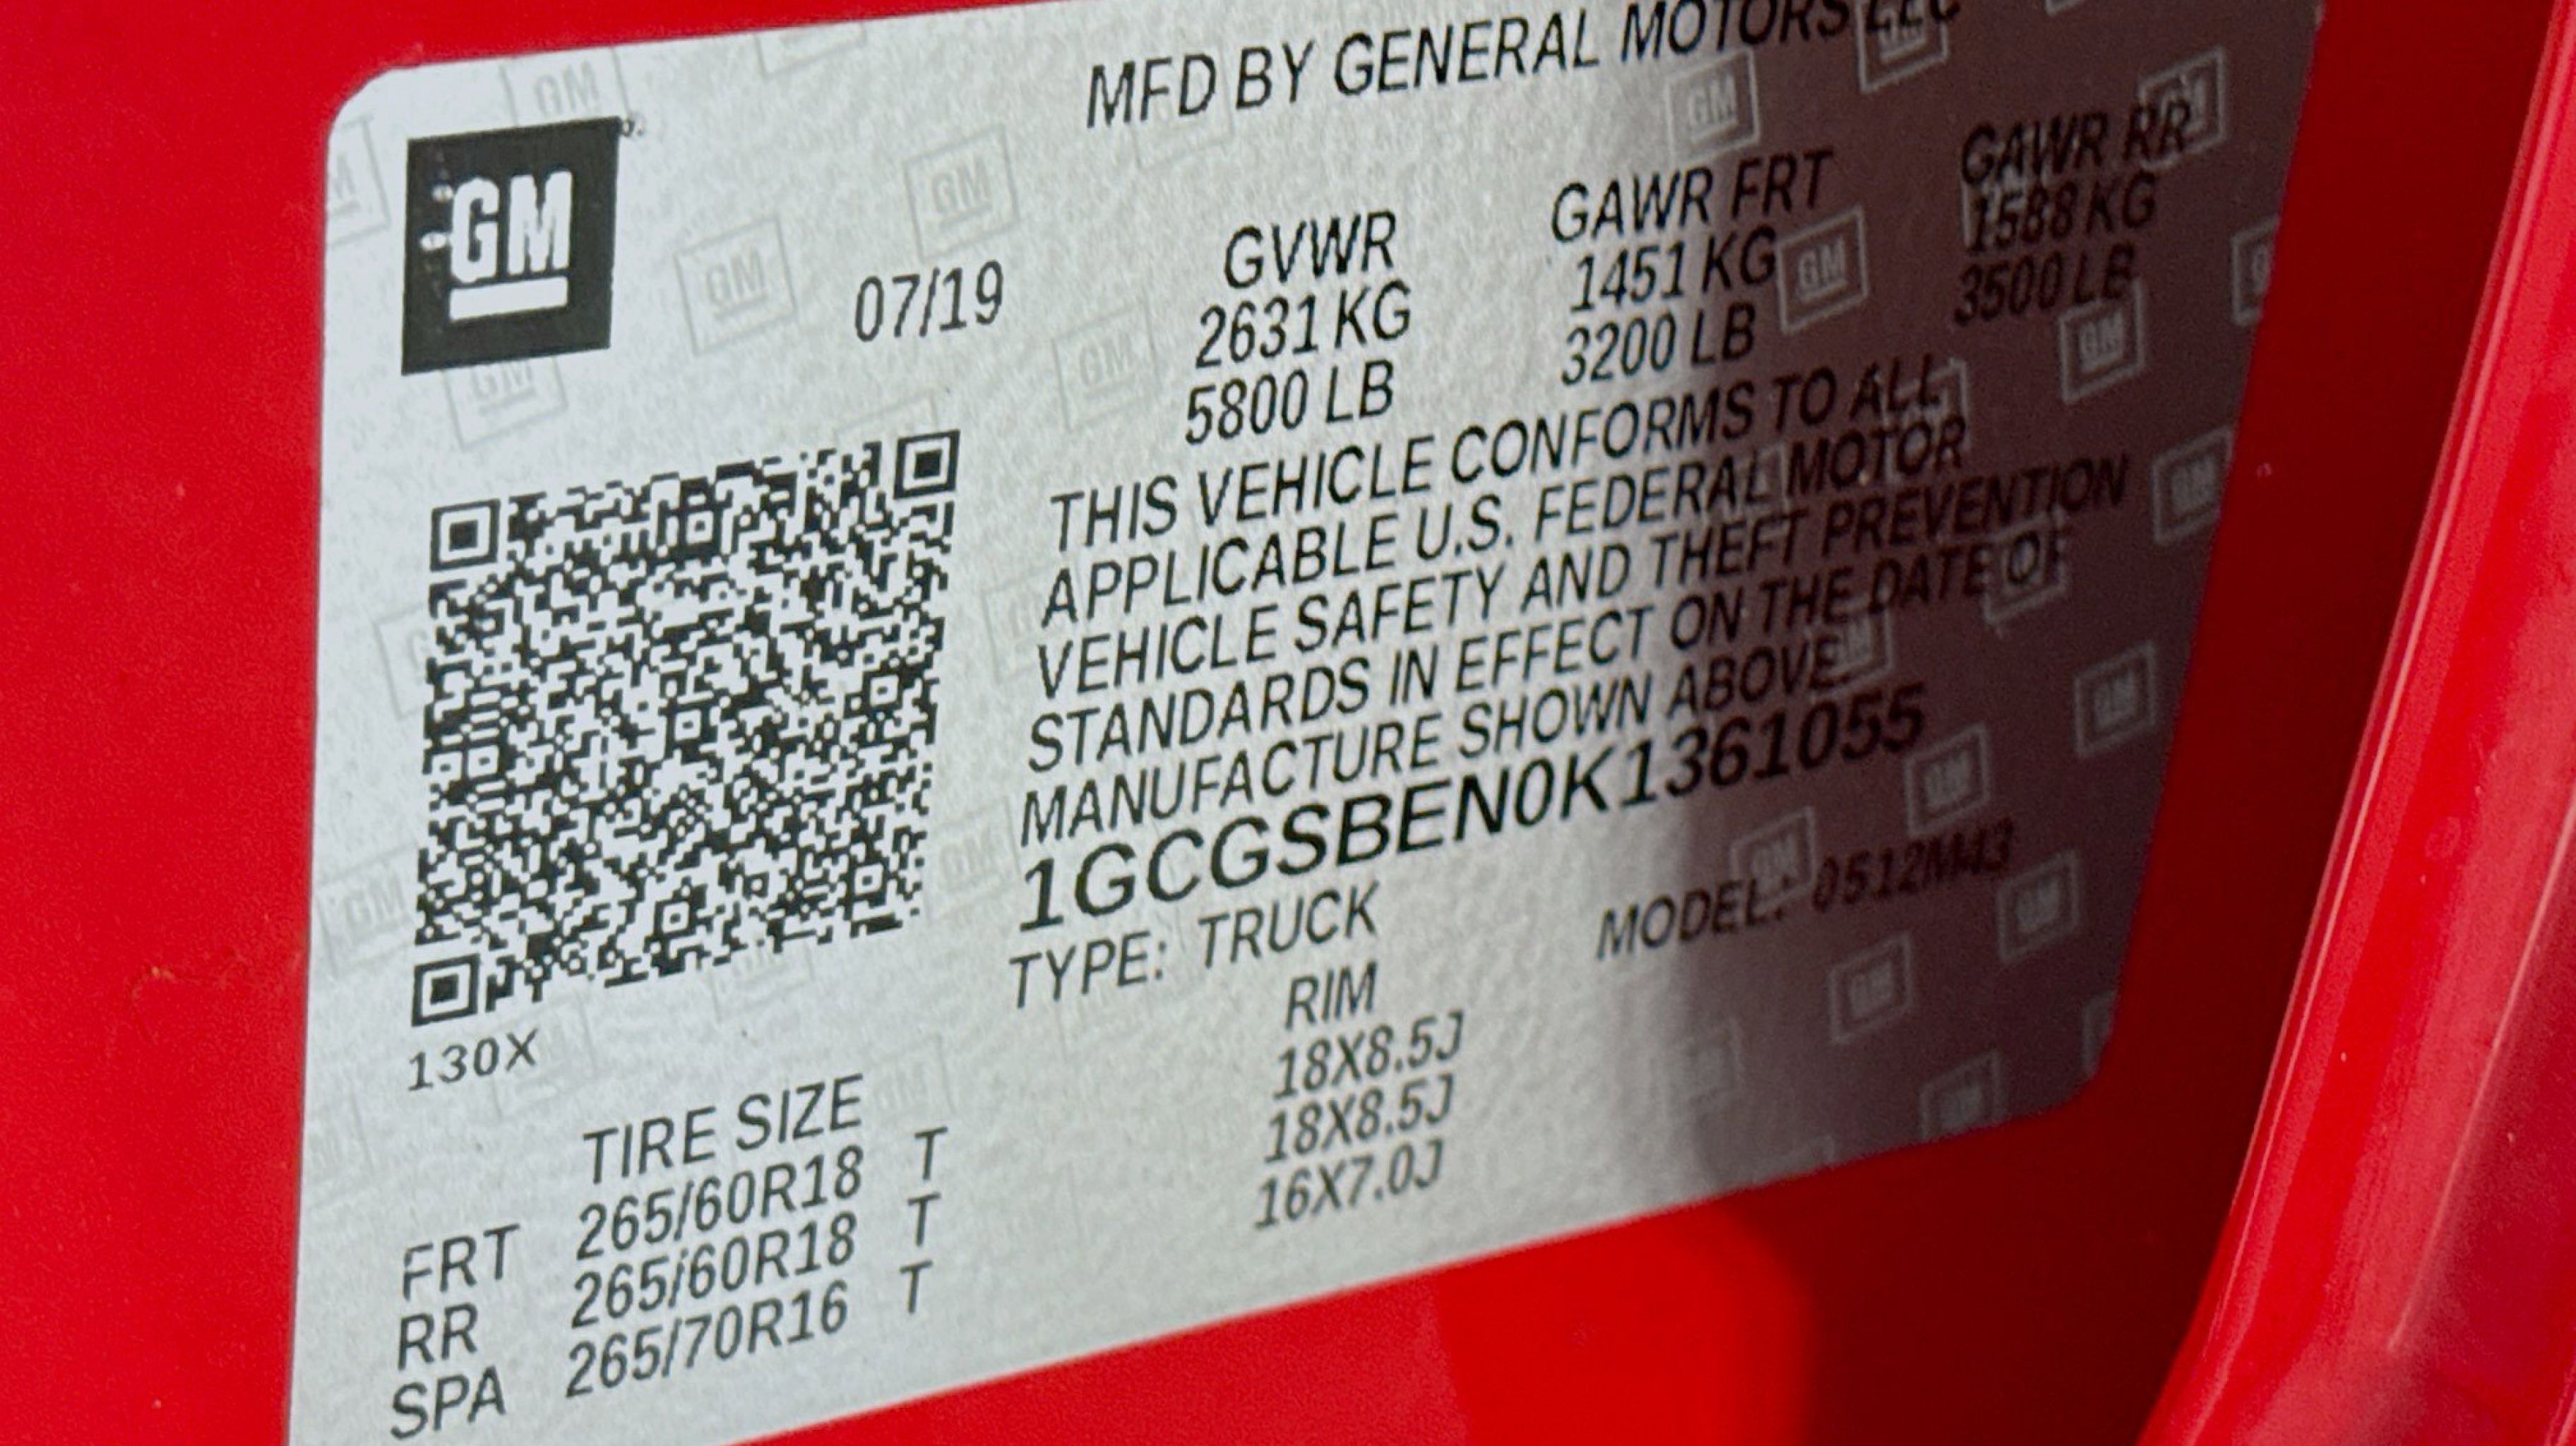 MFD BY GENERAL MOTORS LLC
GM
07/19
GVWR GAWR FRT GAWR RR
2631 KG 1451 KG 1588 KG
5800 LB 3200 LB 3500 LB
THIS VEHICLE CONFORMS TO ALL
APPLICABLE U.S. FEDERAL MOTOR
VEHICLE SAFETY AND THEFT PREVENTION
STANDARDS IN EFFECT ON THE DATE OF
MANUFACTURE SHOWN ABOVE.
1GCGSBEN0K1361055
TYPE: TRUCK MODEL: 0512M43
130X
TIRE SIZE RIM
FRT 265/60R18 T 18X8.5J
RR 265/60R18 T 18X8.5J
SPA 265/70R16 T 16X7.0J